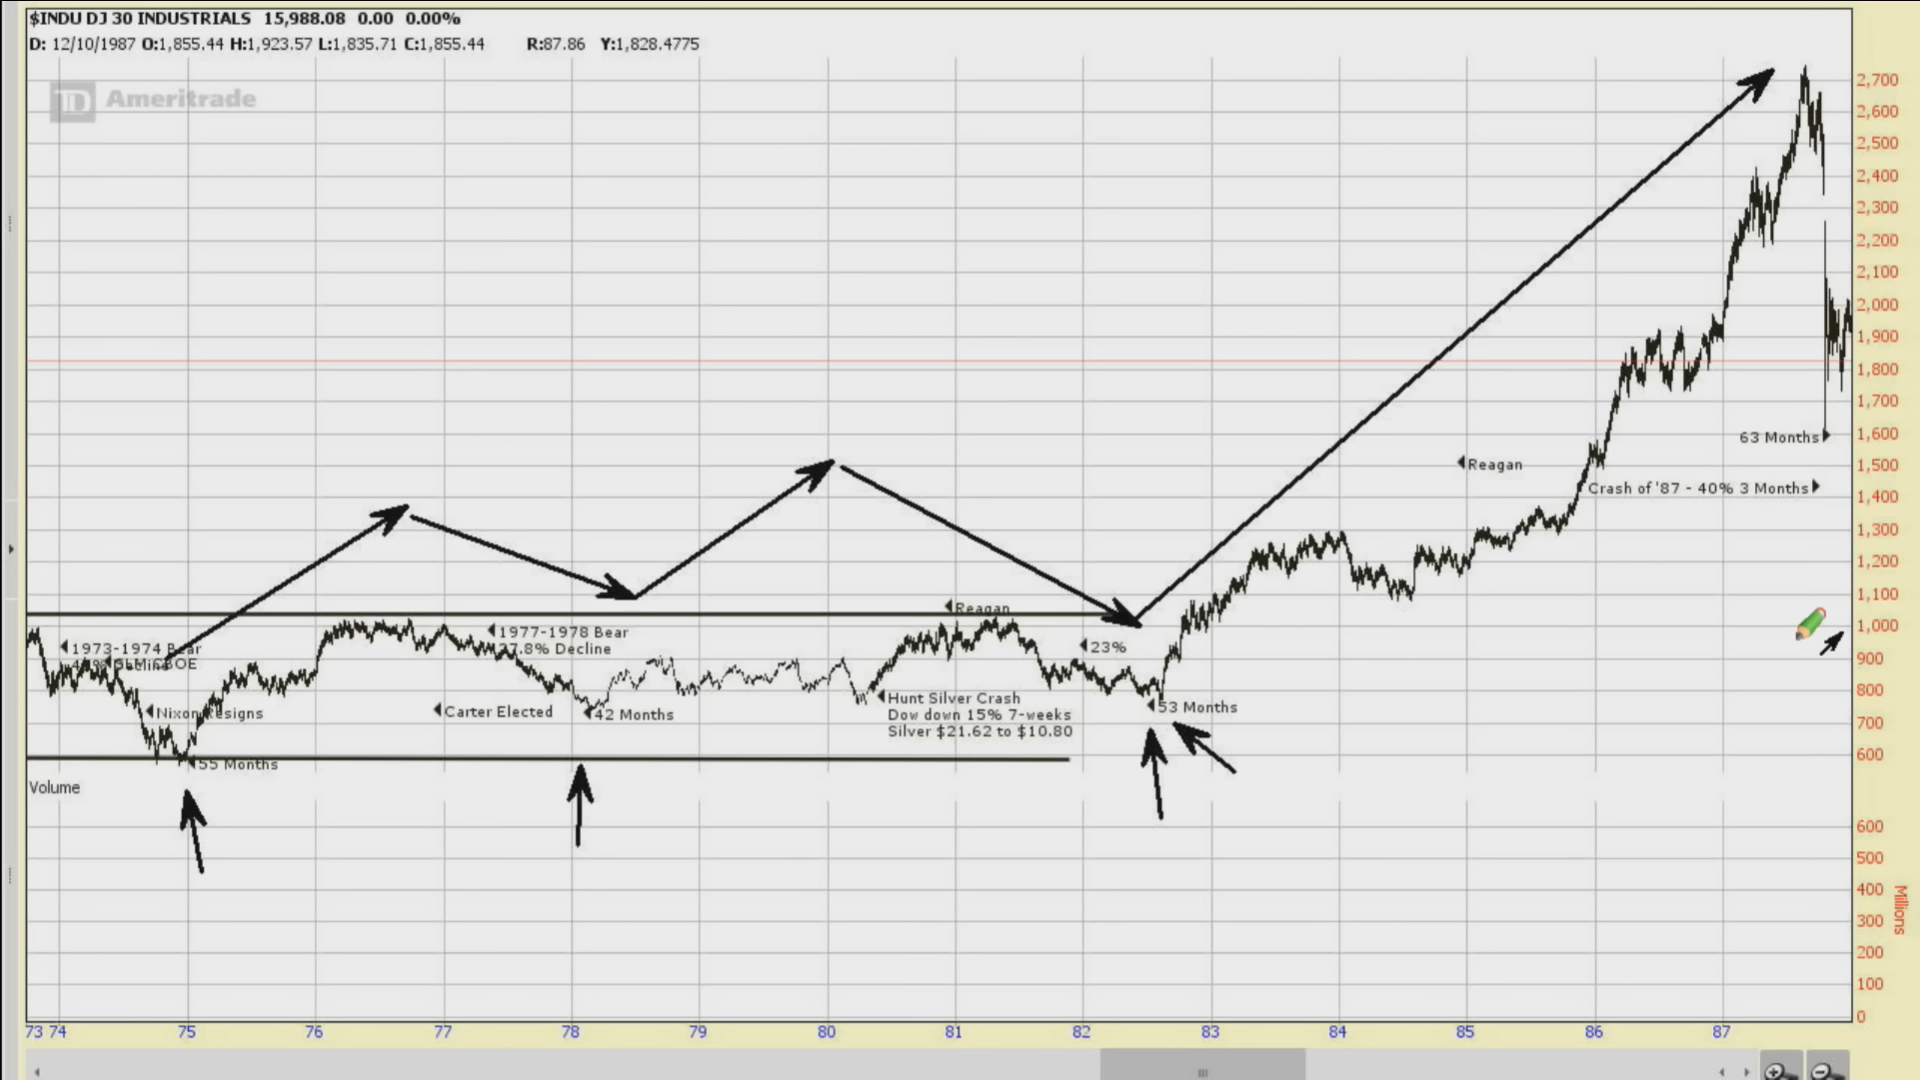 $INDU DJ 30 INDUSTRIALS 15,988.08 0.00 0.00%
D: 12/10/1987 O:1,855.44 H:1,923.57 L:1,835.71 C:1,855.44 R:87.86 Y:1,828.4775
TD Ameritrade
2,700
2,600
2,500
2,400
2,300
2,200
2,100
2,000
1,900
1,800
1,700
1,600
1,500
1,400
1,300
1,200
1,100
1,000
900
800
700
600
63 Months
Reagan
Crash of '87 - 40% 3 Months
Reagan
1973-1974 Bear
CBOE
1977-1978 Bear
27.8% Decline
23%
Nixon Resigns
Carter Elected
42 Months
Hunt Silver Crash
Dow down 15% 7-weeks
Silver $21.62 to $10.80
53 Months
55 Months
Volume
600
500
400
300
200
100
0
Millions
73 74 75 76 77 78 79 80 81 82 83 84 85 86 87